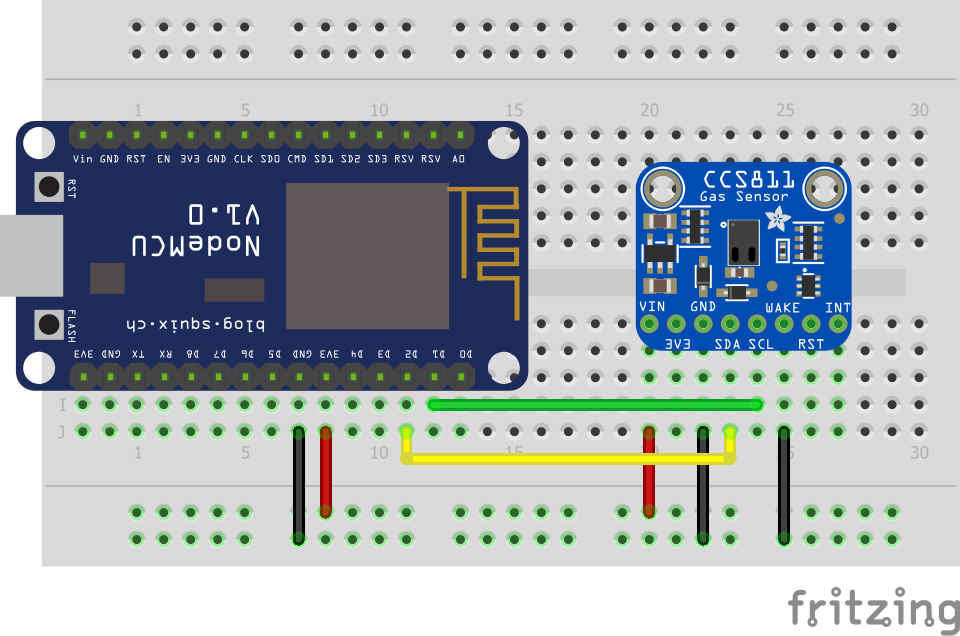 1 5 10 15 20 25 30
Vin GND RST EN 3V3 GND CLK SD0 CMD SD1 SD2 SD3 RSV RSV A0
RST
V1.0
NodeMCU
FLASH
blog.squix.ch
3V3 GND TX RX D8 D7 D6 D5 GND 3V3 D4 D3 D2 D1 D0
CCS811
Gas Sensor
VIN GND WAKE INT
3V3 SDA SCL RST
I
J
1 5 10 15 25 30
fritzing